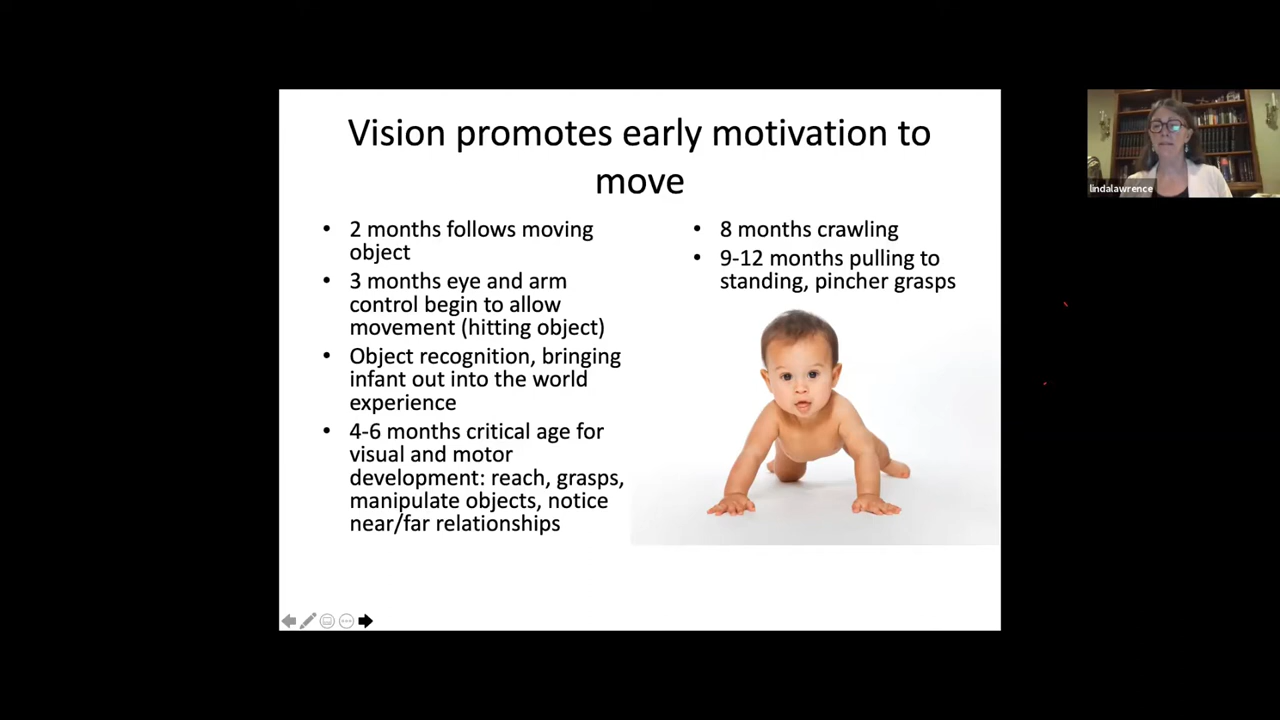 Vision promotes early motivation to
move
• 2 months follows moving
object
• 3 months eye and arm
control begin to allow
movement (hitting object)
• Object recognition, bringing
infant out into the world
experience
• 4-6 months critical age for
visual and motor
development: reach, grasps,
manipulate objects, notice
near/far relationships
• 8 months crawling
• 9-12 months pulling to
standing, pincher grasps
lindalawrence